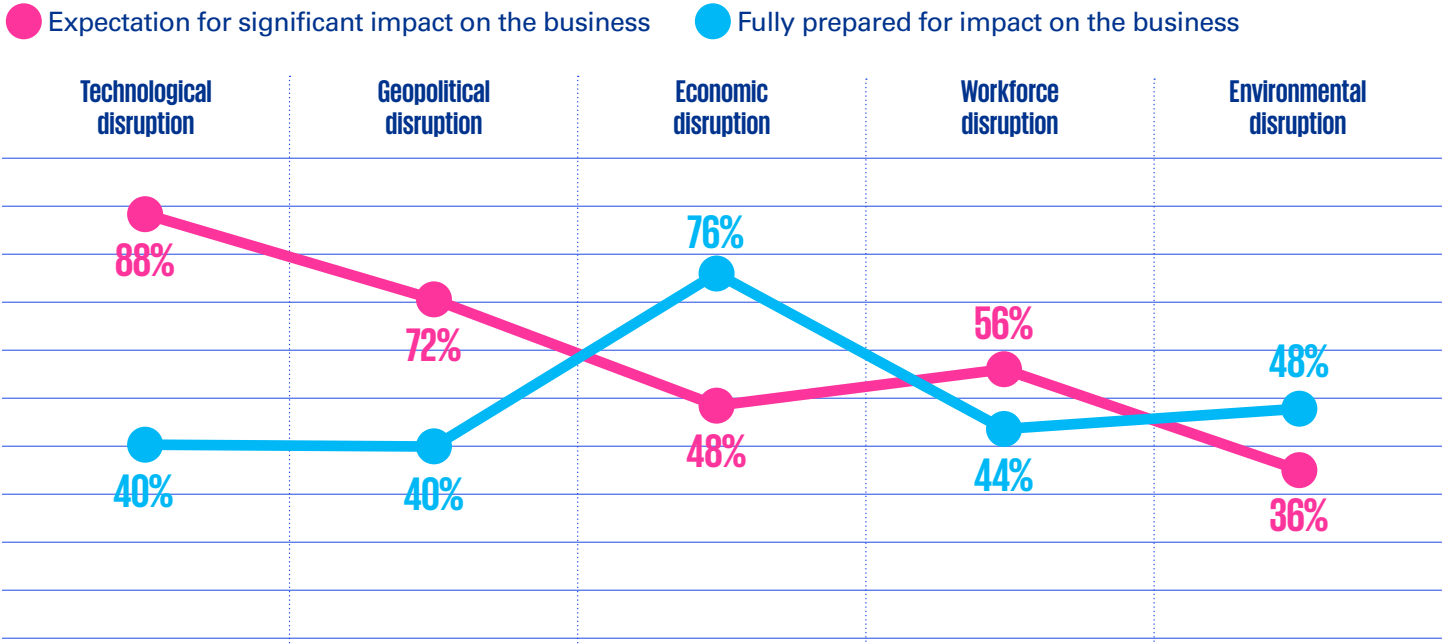 Expectation for significant impact on the business
Fully prepared for impact on the business
Technological
disruption
Geopolitical
disruption
Economic
disruption
Workforce
disruption
Environmental
disruption
88%
72%
48%
56%
36%
40%
40%
76%
44%
48%